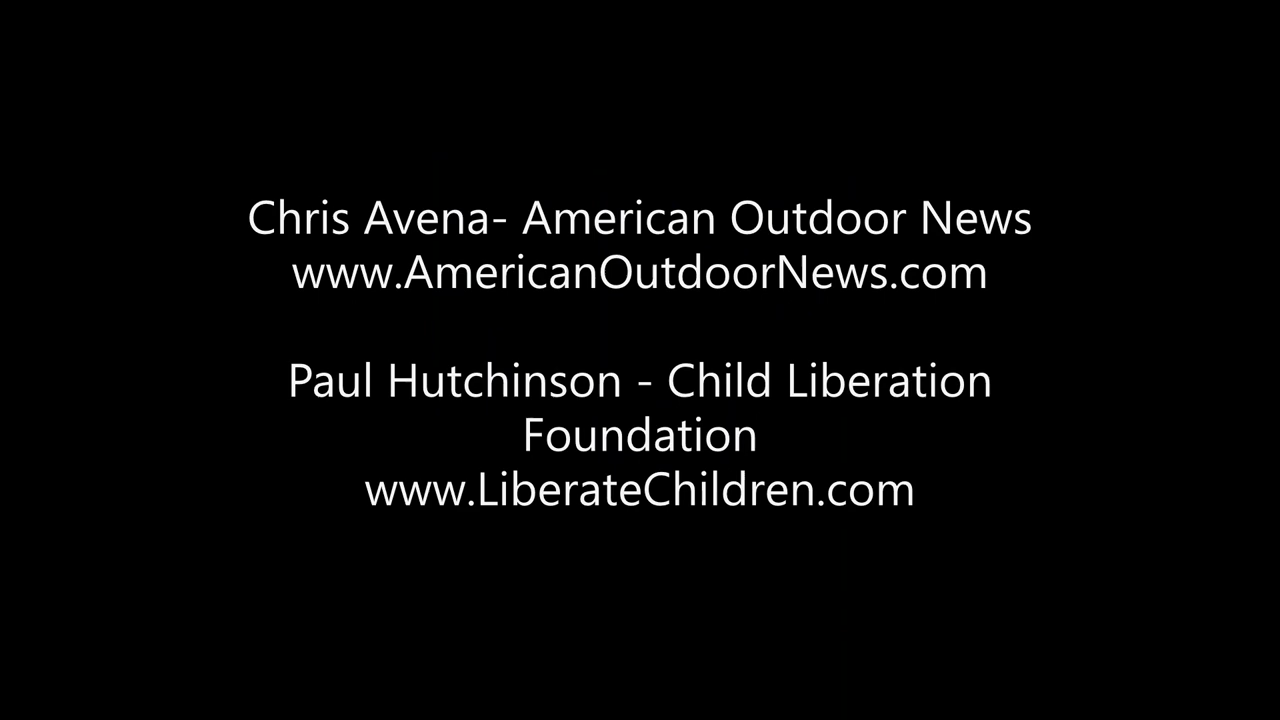 Chris Avena- American Outdoor News
www.AmericanOutdoorNews.com
Paul Hutchinson - Child Liberation
Foundation
www.LiberateChildren.com